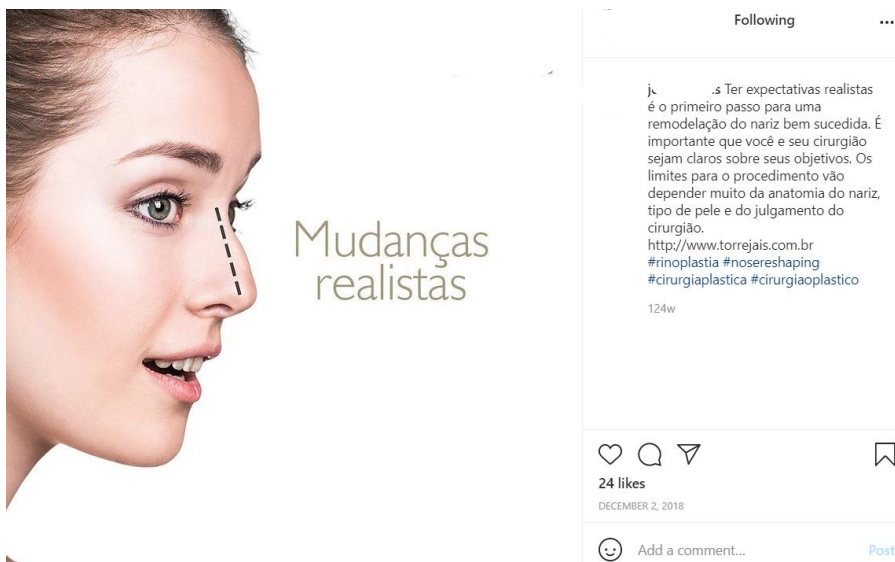 Mudanças
realistas
Following
Ter expectativas realistas
é o primeiro passo para uma
remodelação do nariz bem sucedida. É
importante que você e seu cirurgião
sejam claros sobre seus objetivos. Os
limites para o procedimento vão
depender muito da anatomia do nariz,
tipo de pele e do julgamento do
cirurgião.
http://www.torrejais.com.br
#rinoplastia #nosereshaping
#cirurgiaplastica #cirurgiaoplastico
124w
24 likes
DECEMBER 2, 2018
Add a comment...
Post